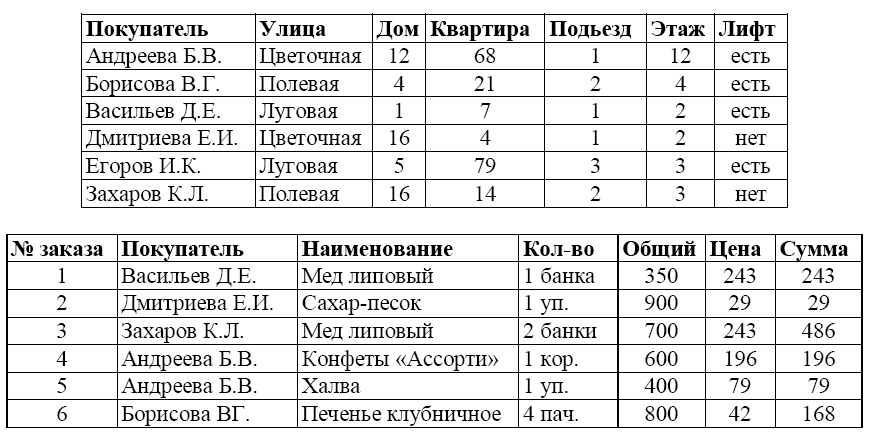 Покупатель Улица Дом Квартира Подъезд Этаж Лифт
Андреева Б.В. Цветочная 12 68 1 12 есть
Борисова В.Г. Полевая 4 21 2 4 есть
Васильев Д.Е. Луговая 1 7 1 2 есть
Дмитриева Е.И. Цветочная 16 4 1 2 нет
Егоров И.К. Луговая 5 79 3 3 есть
Захаров К.Л. Полевая 16 14 2 3 нет
№ заказа Покупатель Наименование Кол-во Общий Цена Сумма
1 Васильев Д.Е. Мед липовый 1 банка 350 243 243
2 Дмитриева Е.И. Сахар-песок 1 уп. 900 29 29
3 Захаров К.Л. Мед липовый 2 банки 700 243 486
4 Андреева Б.В. Конфеты «Ассорти» 1 кор. 600 196 196
5 Андреева Б.В. Халва 1 уп. 400 79 79
6 Борисова ВГ. Печенье клубничное 4 пач. 800 42 168